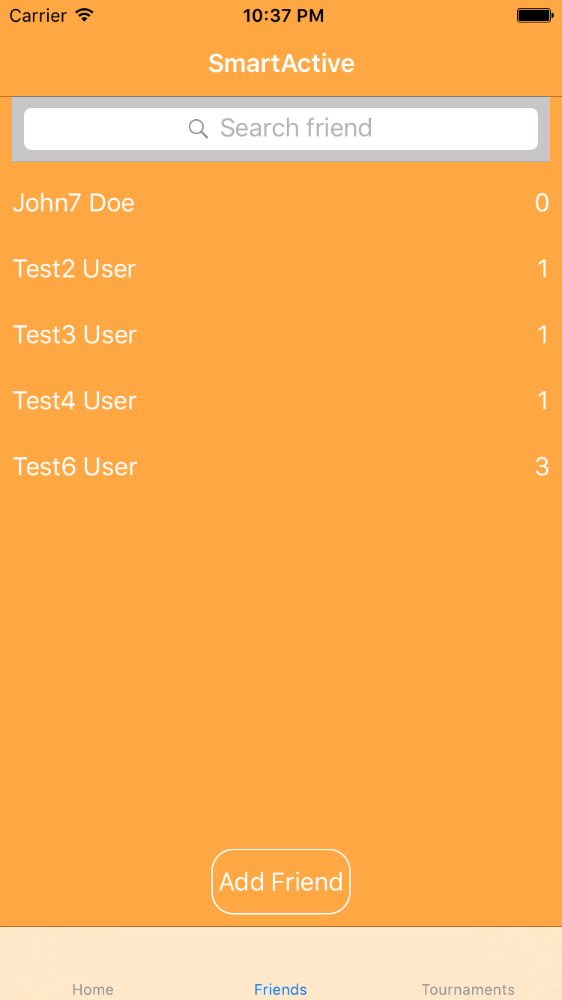 Carrier 10:37 PM
SmartActive
Search friend
John7 Doe 0
Test2 User 1
Test3 User 1
Test4 User 1
Test6 User 3
Add Friend
Home Friends Tournaments